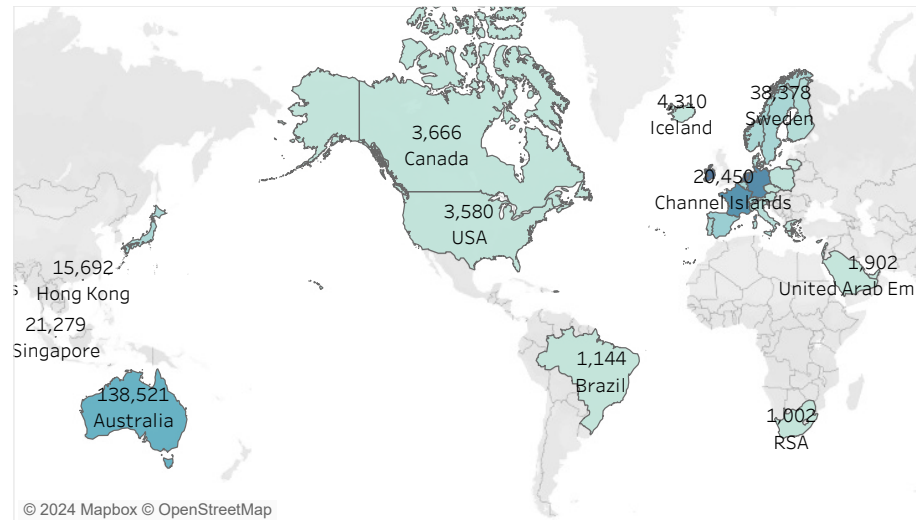 38,378
Sweden
4,310
Iceland
3,666
Canada
20,450
Channel Islands
3,580
USA
15,692
Hong Kong
1,902
United Arab Em
s
21,279
Singapore
1,144
Brazil
138,521
Australia
1,002
RSA
© 2024 Mapbox © OpenStreetMap